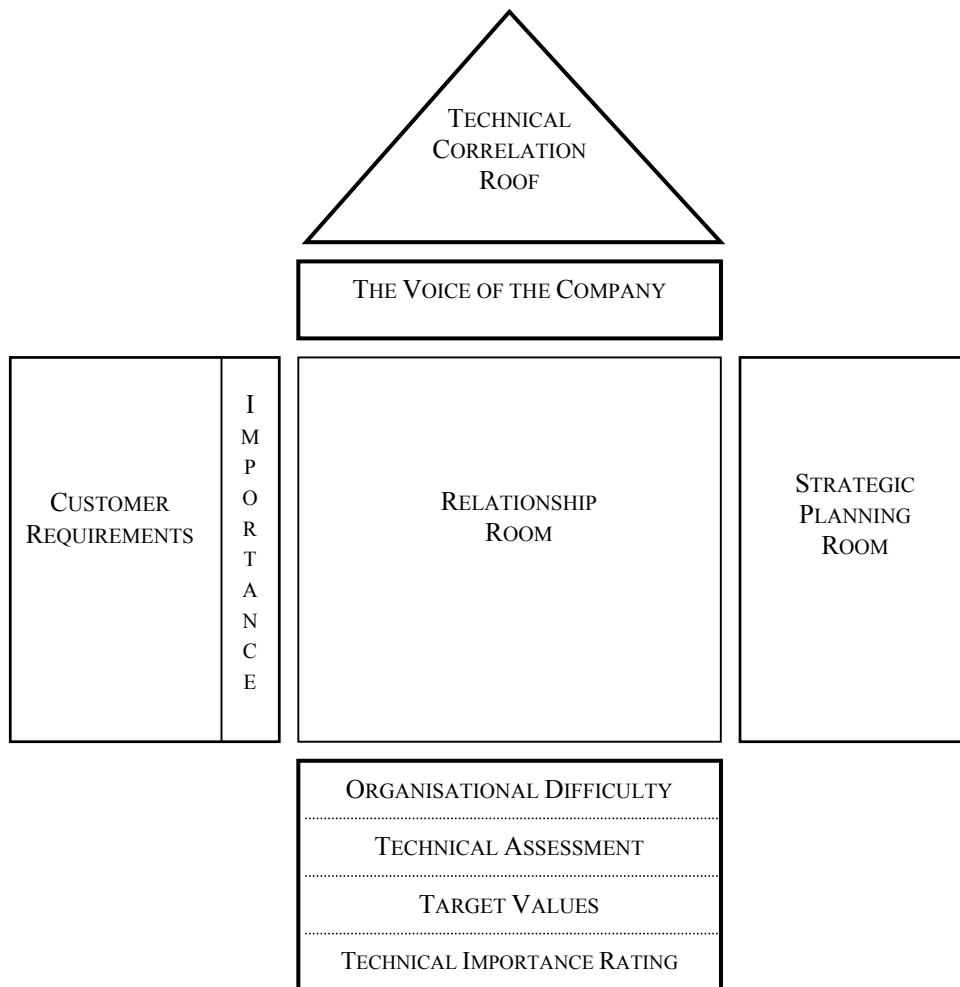 TECHNICAL
CORRELATION
ROOF
THE VOICE OF THE COMPANY
CUSTOMER
REQUIREMENTS
IMPORTANCE
RELATIONSHIP
ROOM
STRATEGIC
PLANNING
ROOM
ORGANISATIONAL DIFFICULTY
TECHNICAL ASSESSMENT
TARGET VALUES
TECHNICAL IMPORTANCE RATING